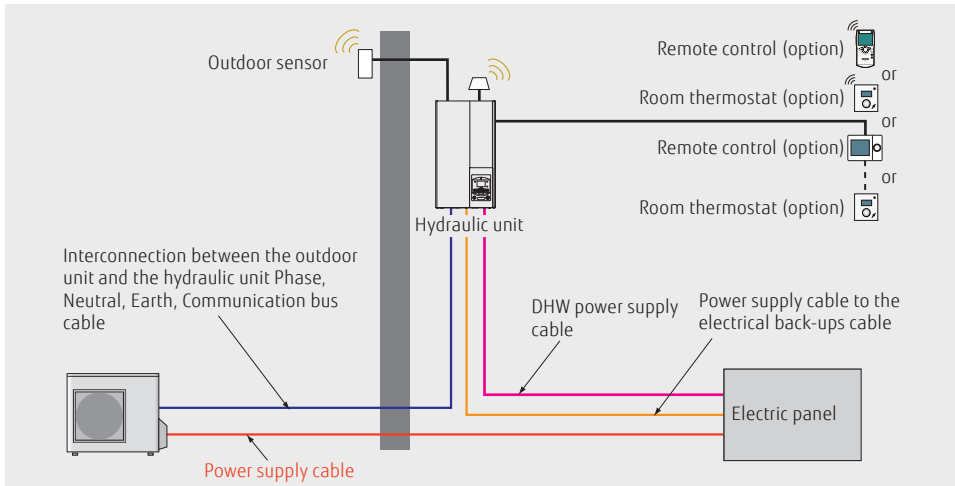 Outdoor sensor
Remote control (option)
or
Room thermostat (option)
or
Remote control (option)
or
Room thermostat (option)
Hydraulic unit
Interconnection between the outdoor
unit and the hydraulic unit Phase,
Neutral, Earth, Communication bus
cable
DHW power supply
cable
Power supply cable to the
electrical back-ups cable
Electric panel
Power supply cable